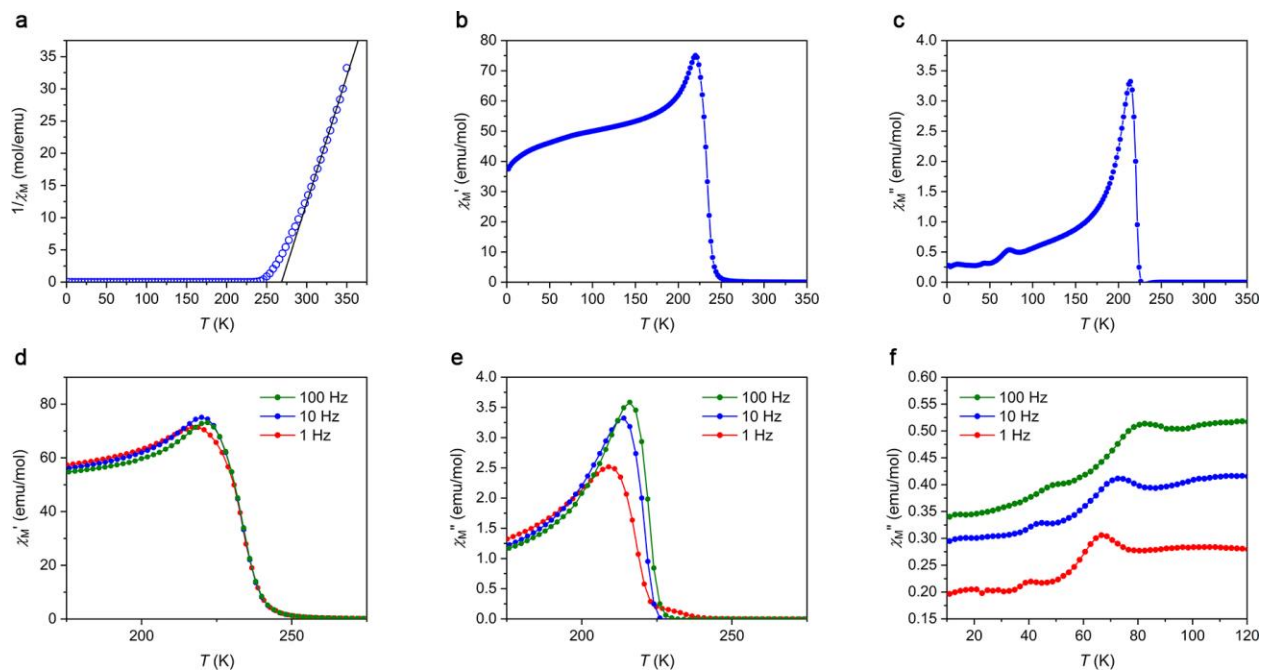 a
35
30
25
20
15
10
5
0
1/χM (mol/emu)
0 50 100 150 200 250 300 350
T (K)
b
80
70
60
50
40
30
20
10
0
χM' (emu/mol)
0 50 100 150 200 250 300 350
T (K)
c
4.0
3.5
3.0
2.5
2.0
1.5
1.0
0.5
0.0
χM" (emu/mol)
0 50 100 150 200 250 300 350
T (K)
d
80
60
40
20
0
χM' (emu/mol)
100 Hz
10 Hz
1 Hz
200 250
T (K)
e
4.0
3.5
3.0
2.5
2.0
1.5
1.0
0.5
0.0
χM" (emu/mol)
100 Hz
10 Hz
1 Hz
200 250
T (K)
f
0.60
0.55
0.50
0.45
0.40
0.35
0.30
0.25
0.20
0.15
χM" (emu/mol)
100 Hz
10 Hz
1 Hz
20 40 60 80 100 120
T (K)